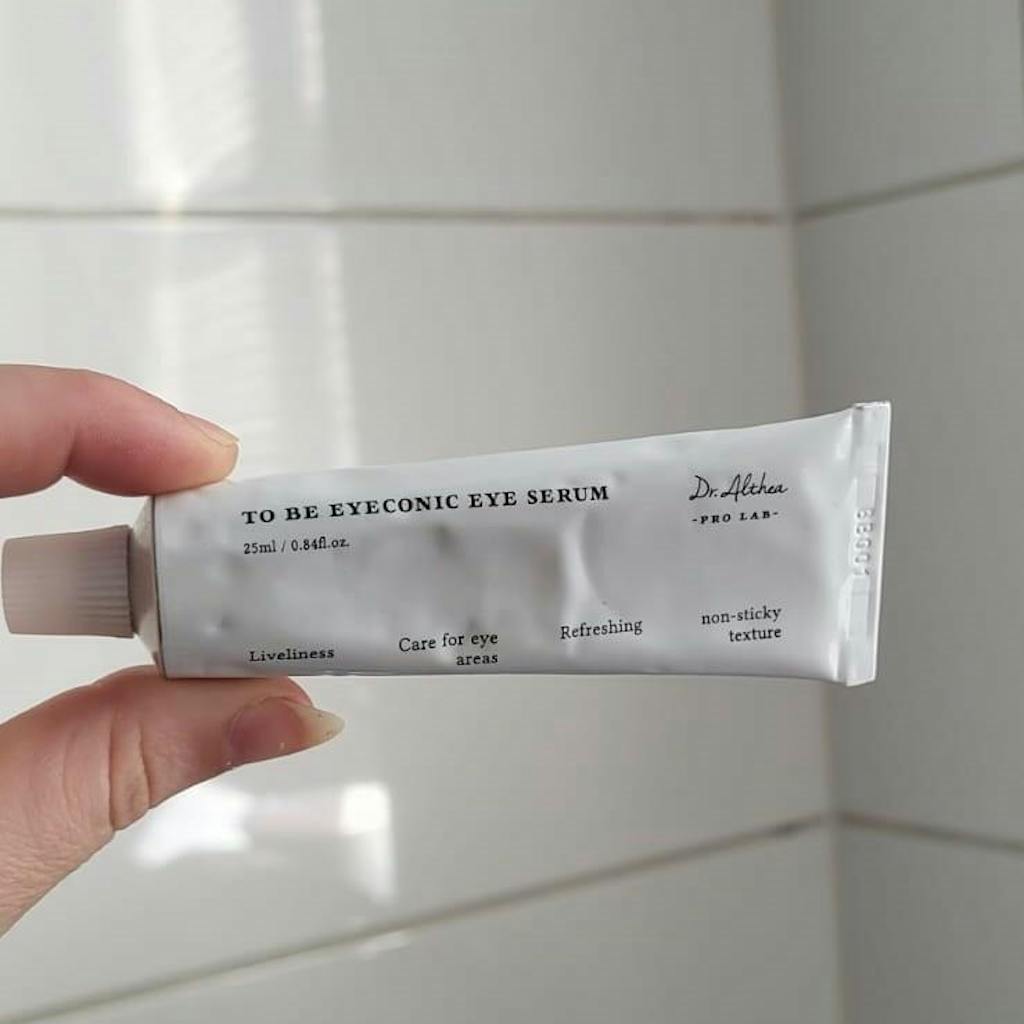 TO BE EYECONIC EYE SERUM
25ml / 0.84fl.oz.
Dr.Althea
-PRO LAB-
Liveliness
Care for eye
areas
Refreshing
non-sticky
texture